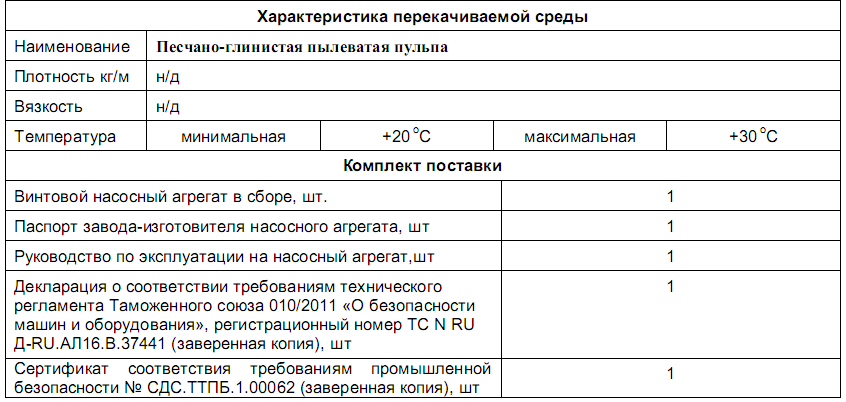 Характеристика перекачиваемой среды
Наименование Песчано-глинистая пылеватая пульпа
Плотность кг/м н/д
Вязкость н/д
Температура минимальная +20 °С максимальная +30 °С
Комплект поставки
Винтовой насосный агрегат в сборе, шт. 1
Паспорт завода-изготовителя насосного агрегата, шт 1
Руководство по эксплуатации на насосный агрегат,шт 1
Декларация о соответствии требованиям технического 1
регламента Таможенного союза 010/2011 «О безопасности
машин и оборудования», регистрационный номер ТС N RU
Д-RU.АЛ16.В.37441 (заверенная копия), шт
Сертификат соответствия требованиям промышленной 1
безопасности № СДС.ТТПБ.1.00062 (заверенная копия), шт